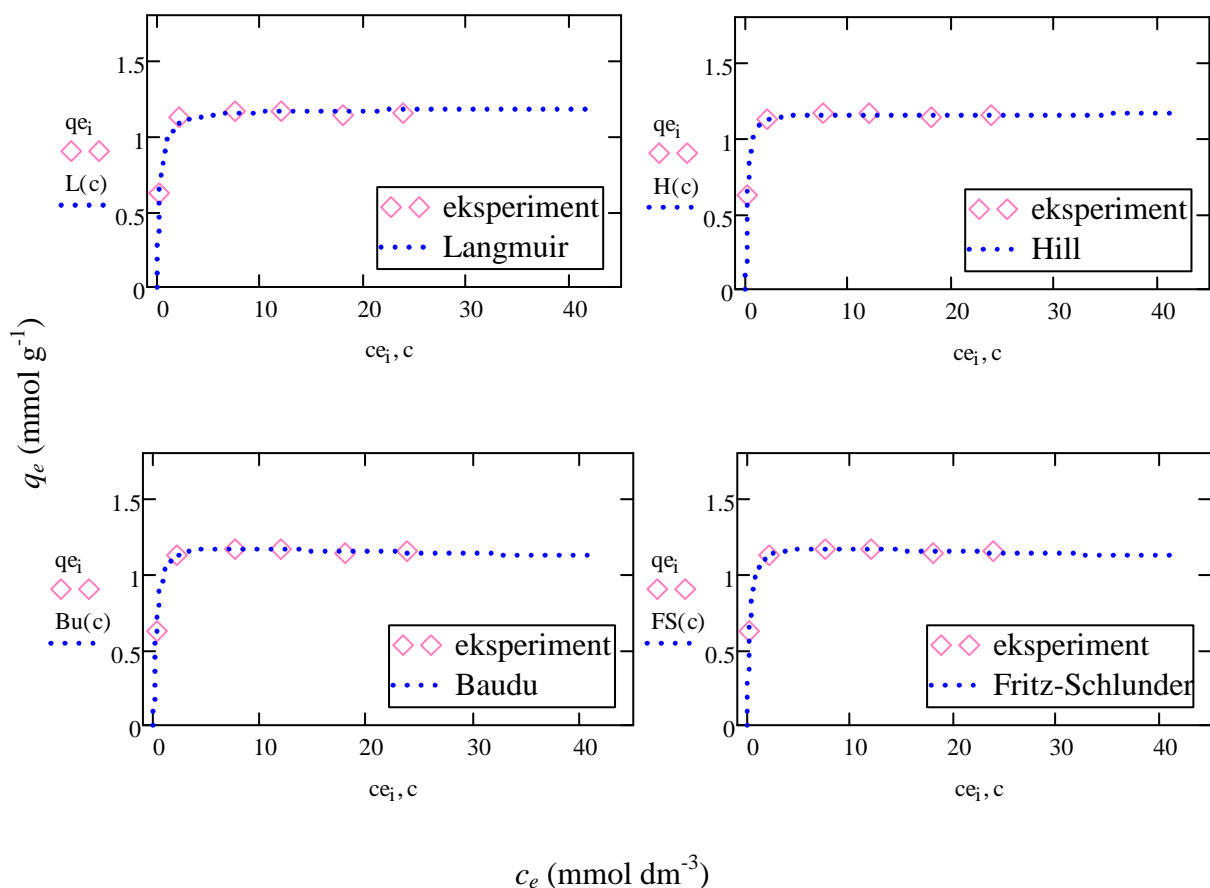 1.5
1
0.5
0
qe_i
L(c)
eksperiment
Langmuir
0 10 20 30 40
ce_i, c
1.5
1
0.5
0
qe_i
H(c)
eksperiment
Hill
0 10 20 30 40
ce_i, c
q_e (mmol g^-1)
1.5
1
0.5
0
qe_i
Bu(c)
eksperiment
Baudu
0 10 20 30 40
ce_i, c
1.5
1
0.5
0
qe_i
FS(c)
eksperiment
Fritz-Schlunder
0 10 20 30 40
ce_i, c
c_e (mmol dm^-3)